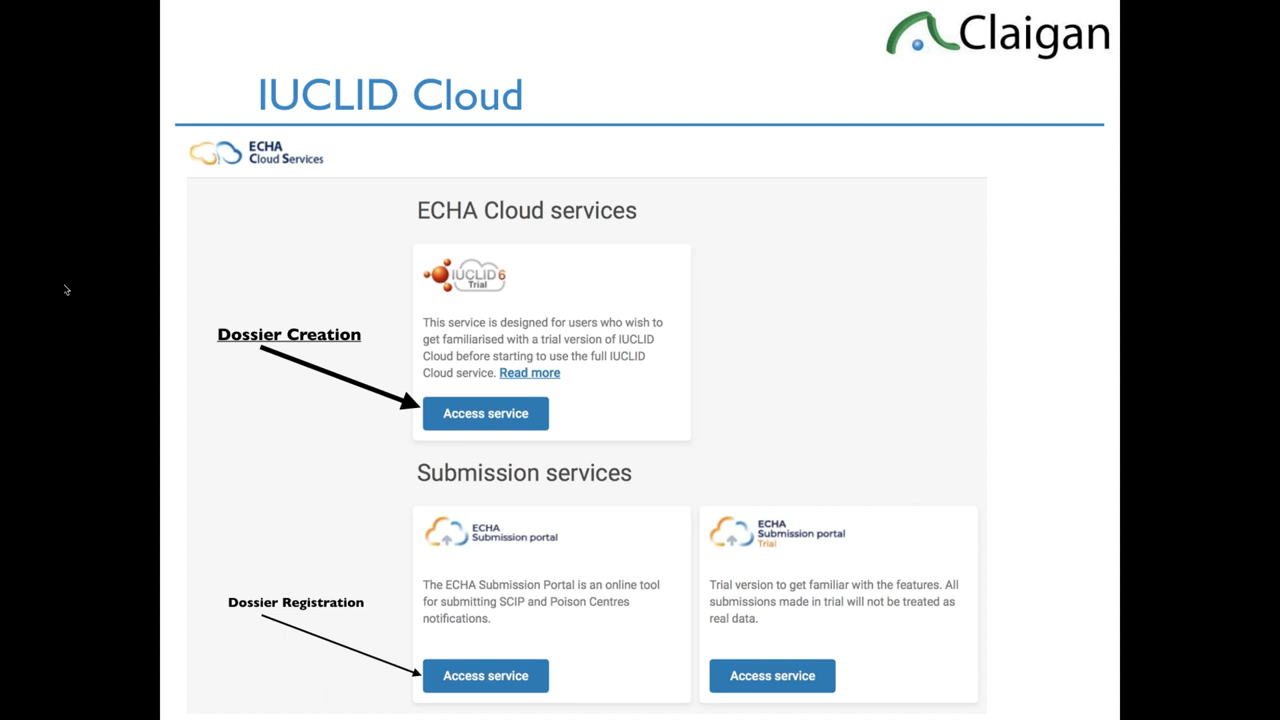 Claigan
IUCLID Cloud
ECHA
Cloud Services
ECHA Cloud services
IUCLID 6
Trial
Dossier Creation
This service is designed for users who wish to
get familiarised with a trial version of IUCLID
Cloud before starting to use the full IUCLID
Cloud service. Read more
Access service
Submission services
ECHA
Submission portal
The ECHA Submission Portal is an online tool
for submitting SCIP and Poison Centres
notifications.
Dossier Registration
Access service
ECHA
Submission portal
Trial
Trial version to get familiar with the features. All
submissions made in trial will not be treated as
real data.
Access service